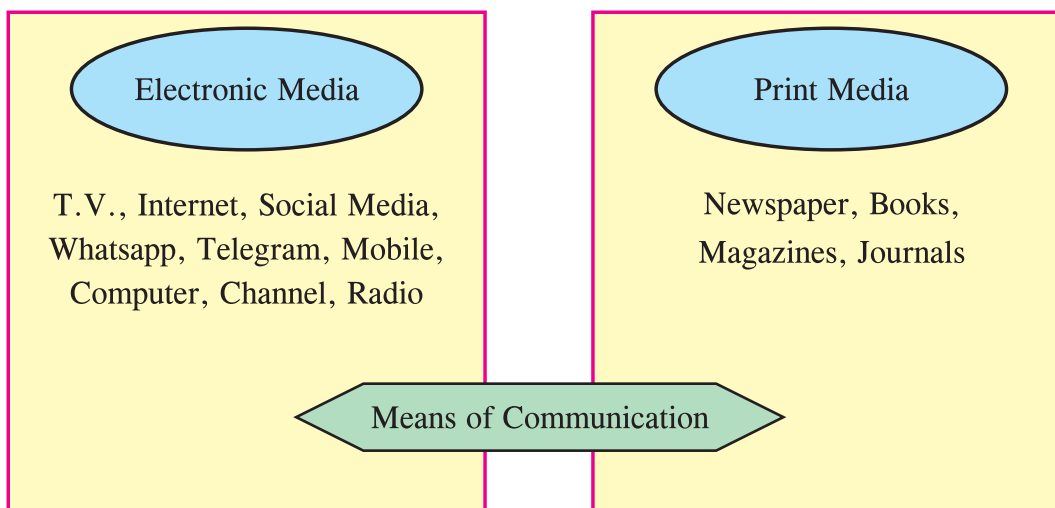 Electronic Media
T.V., Internet, Social Media,
Whatsapp, Telegram, Mobile,
Computer, Channel, Radio
Print Media
Newspaper, Books,
Magazines, Journals
Means of Communication